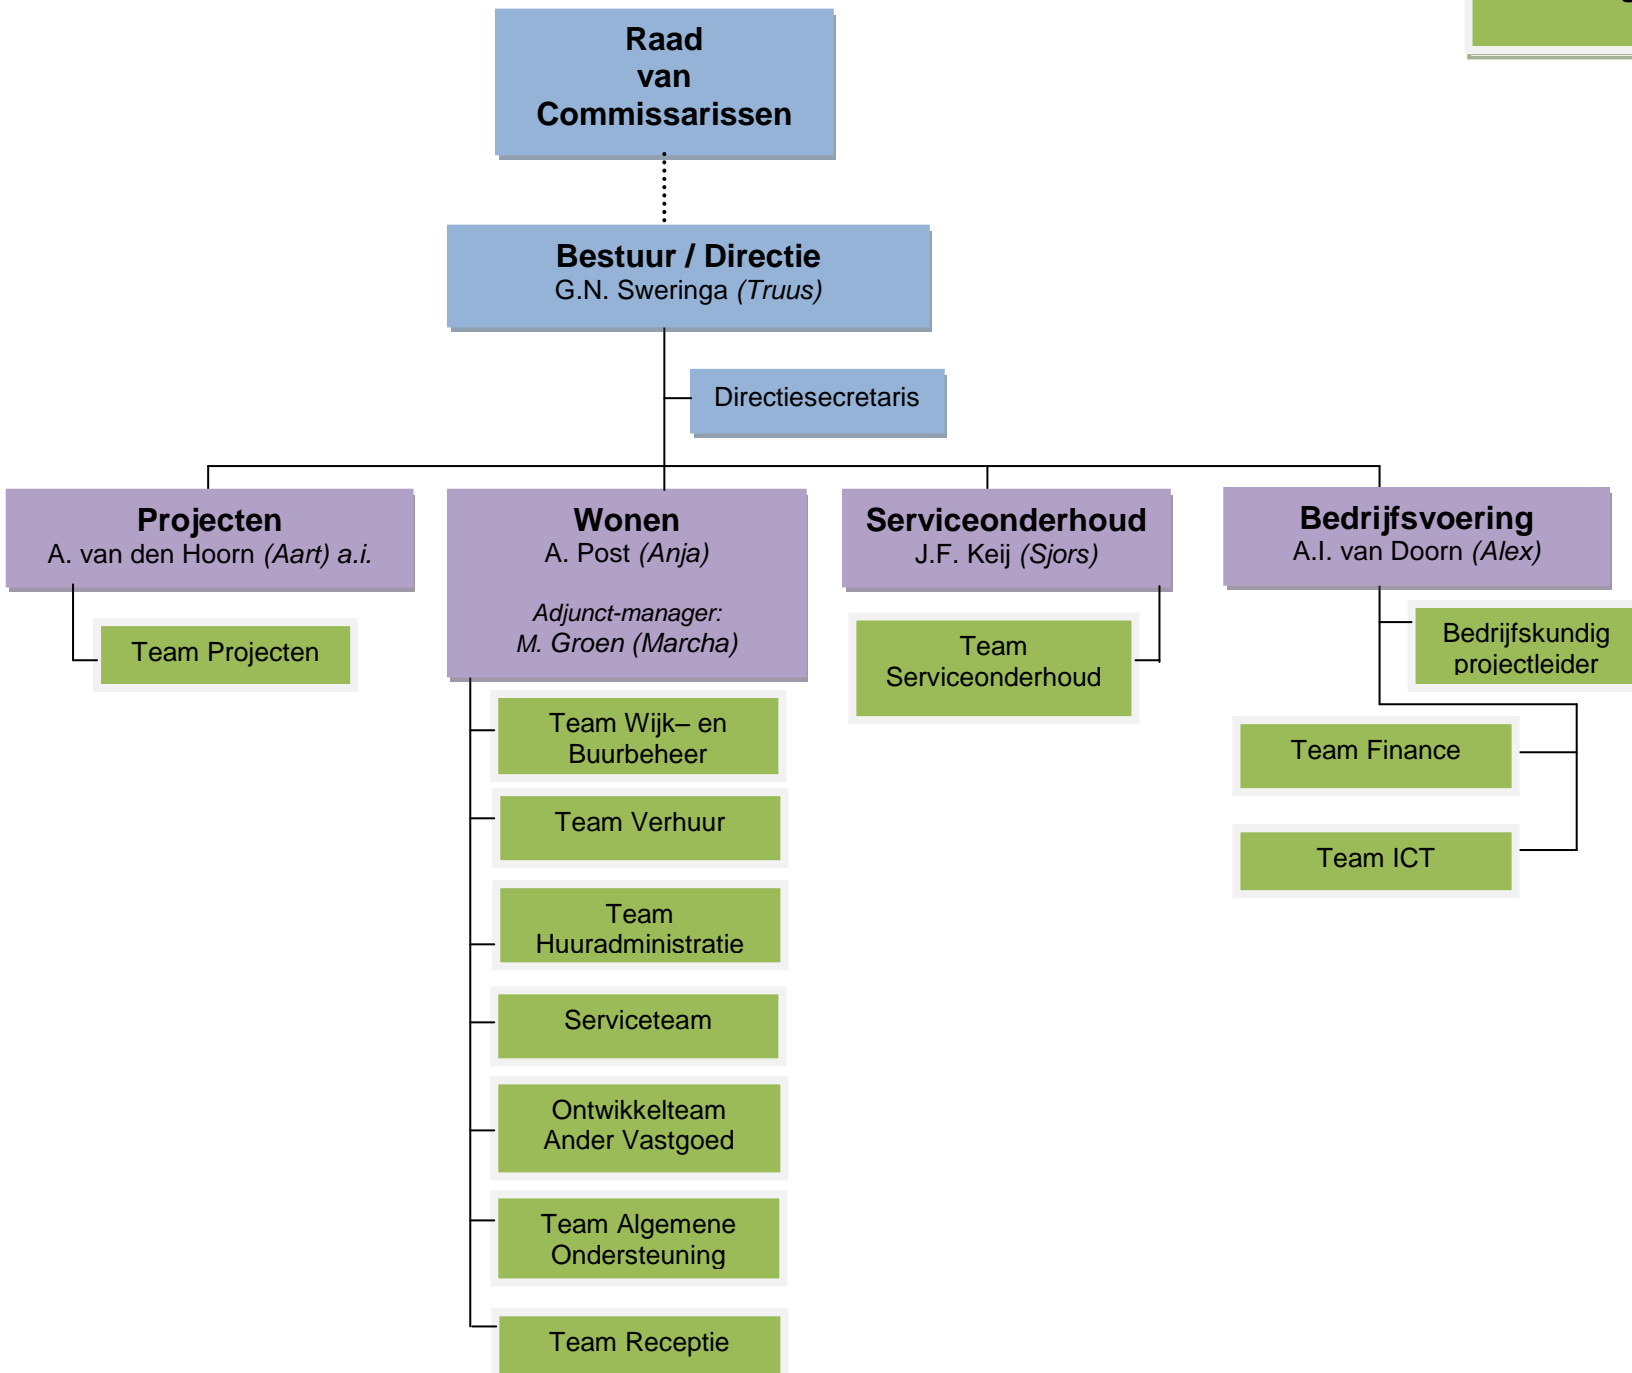 Raad
van
Commissarissen
Bestuur / Directie
G.N. Sweringa (Truus)
Directiesecretaris
Projecten
A. van den Hoorn (Aart) a.i.
Team Projecten
Wonen
A. Post (Anja)
Adjunct-manager:
M. Groen (Marcha)
Team Wijk– en
Buurbeheer
Team Verhuur
Team
Huuradministratie
Serviceteam
Ontwikkelteam
Ander Vastgoed
Team Algemene
Ondersteuning
Team Receptie
Serviceonderhoud
J.F. Keij (Sjors)
Team
Serviceonderhoud
Bedrijfsvoering
A.I. van Doorn (Alex)
Bedrijfskundig
projectleider
Team Finance
Team ICT